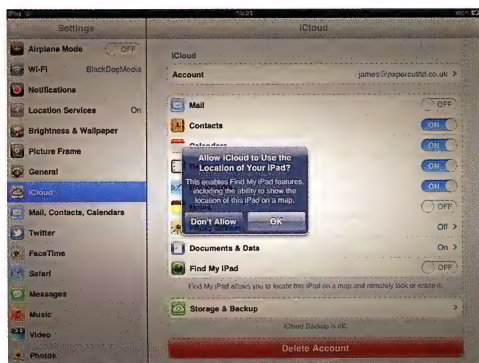 15:21
100%
Settings
iCloud
Airplane Mode
OFF
Wi-Fi
BlackDogMedia
Notifications
Location Services
On
Brightness & Wallpaper
Picture Frame
General
iCloud
Mail, Contacts, Calendars
Twitter
FaceTime
Safari
Messages
Music
Video
Photos
iCloud
Account
james@papercutltd.co.uk
Mail
OFF
Contacts
ON
Calendars
ON
ON
ON
OFF
Off
Allow iCloud to Use the
Location of Your iPad?
This enables Find My iPad features,
including the ability to show the
location of this iPad on a map.
Don't Allow
OK
Documents & Data
On
Find My iPad
OFF
Find My iPad allows you to locate this iPad on a map and remotely lock or erase it.
Storage & Backup
iCloud Backup is ok.
Delete Account